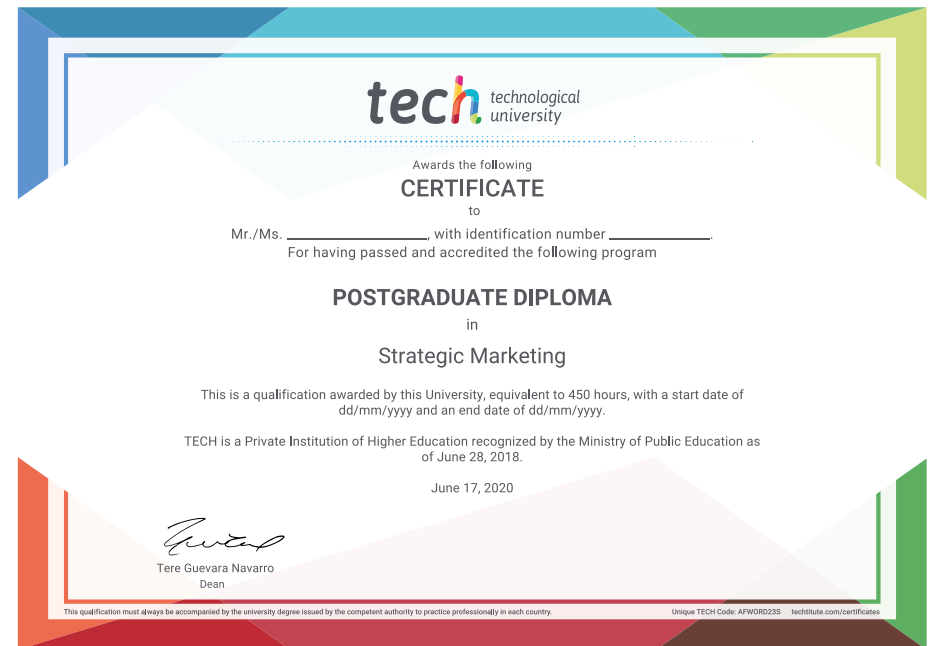 tech technological
university
Awards the following
CERTIFICATE
to
Mr./Ms. ____________________, with identification number ______________.
For having passed and accredited the following program
POSTGRADUATE DIPLOMA
in
Strategic Marketing
This is a qualification awarded by this University, equivalent to 450 hours, with a start date of
dd/mm/yyyy and an end date of dd/mm/yyyy.
TECH is a Private Institution of Higher Education recognized by the Ministry of Public Education as
of June 28, 2018.
June 17, 2020
Tere Guevara Navarro
Dean
This qualification must always be accompanied by the university degree issued by the competent authority to practice professionally in each country.
Unique TECH Code: AFWORD23S techtitute.com/certificates